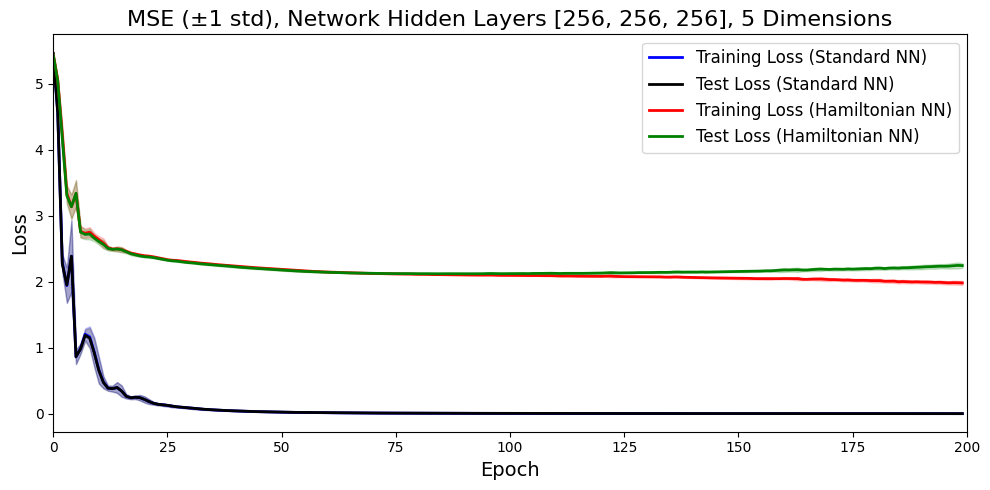 MSE (±1 std), Network Hidden Layers [256, 256, 256], 5 Dimensions
Training Loss (Standard NN)
Test Loss (Standard NN)
Training Loss (Hamiltonian NN)
Test Loss (Hamiltonian NN)
Loss
5
4
3
2
1
0
0 25 50 75 100 125 150 175 200
Epoch